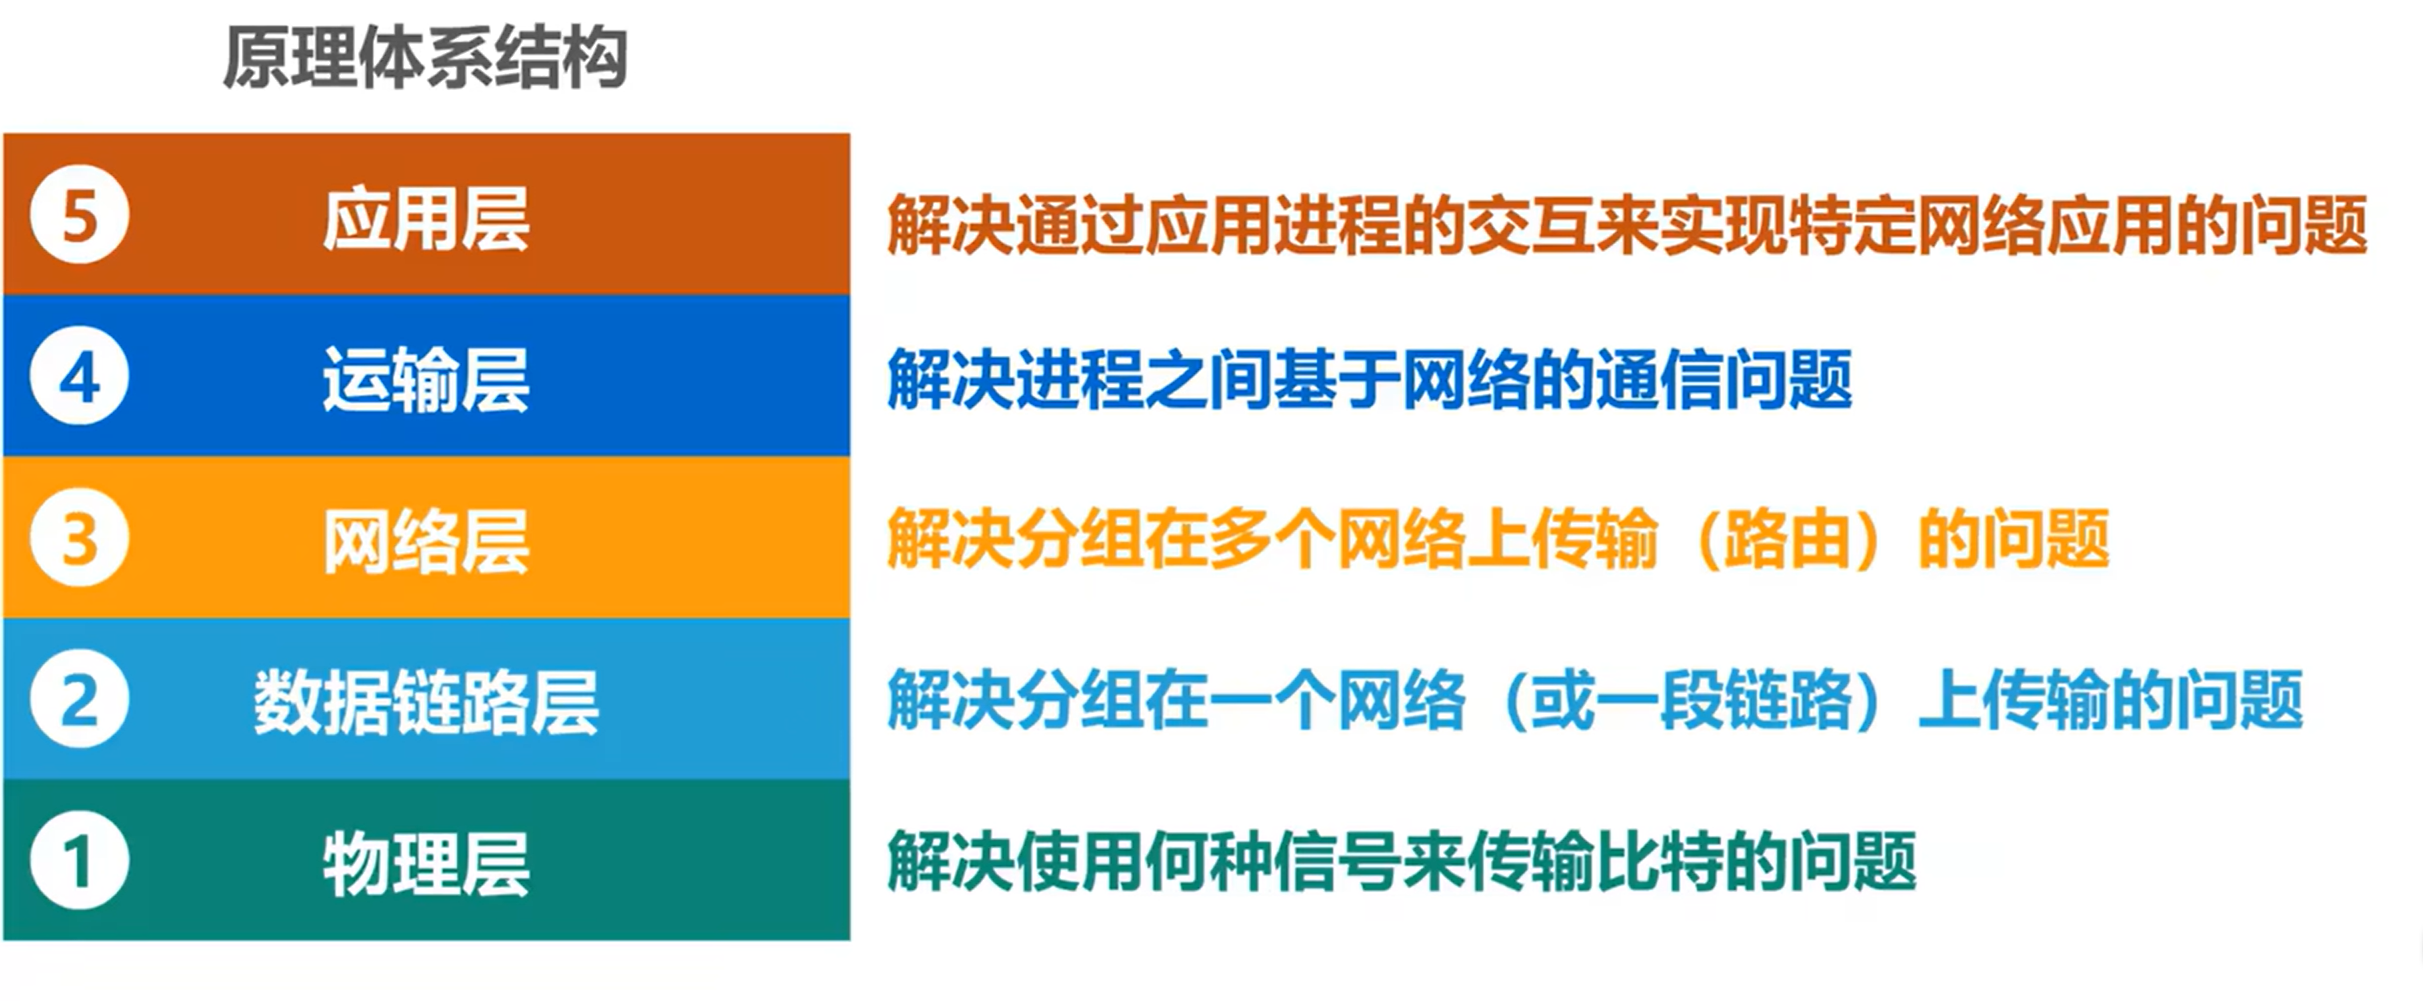 原理体系结构
5 应用层 解决通过应用进程的交互来实现特定网络应用的问题
4 运输层 解决进程之间基于网络的通信问题
3 网络层 解决分组在多个网络上传输（路由）的问题
2 数据链路层 解决分组在一个网络（或一段链路）上传输的问题
1 物理层 解决使用何种信号来传输比特的问题